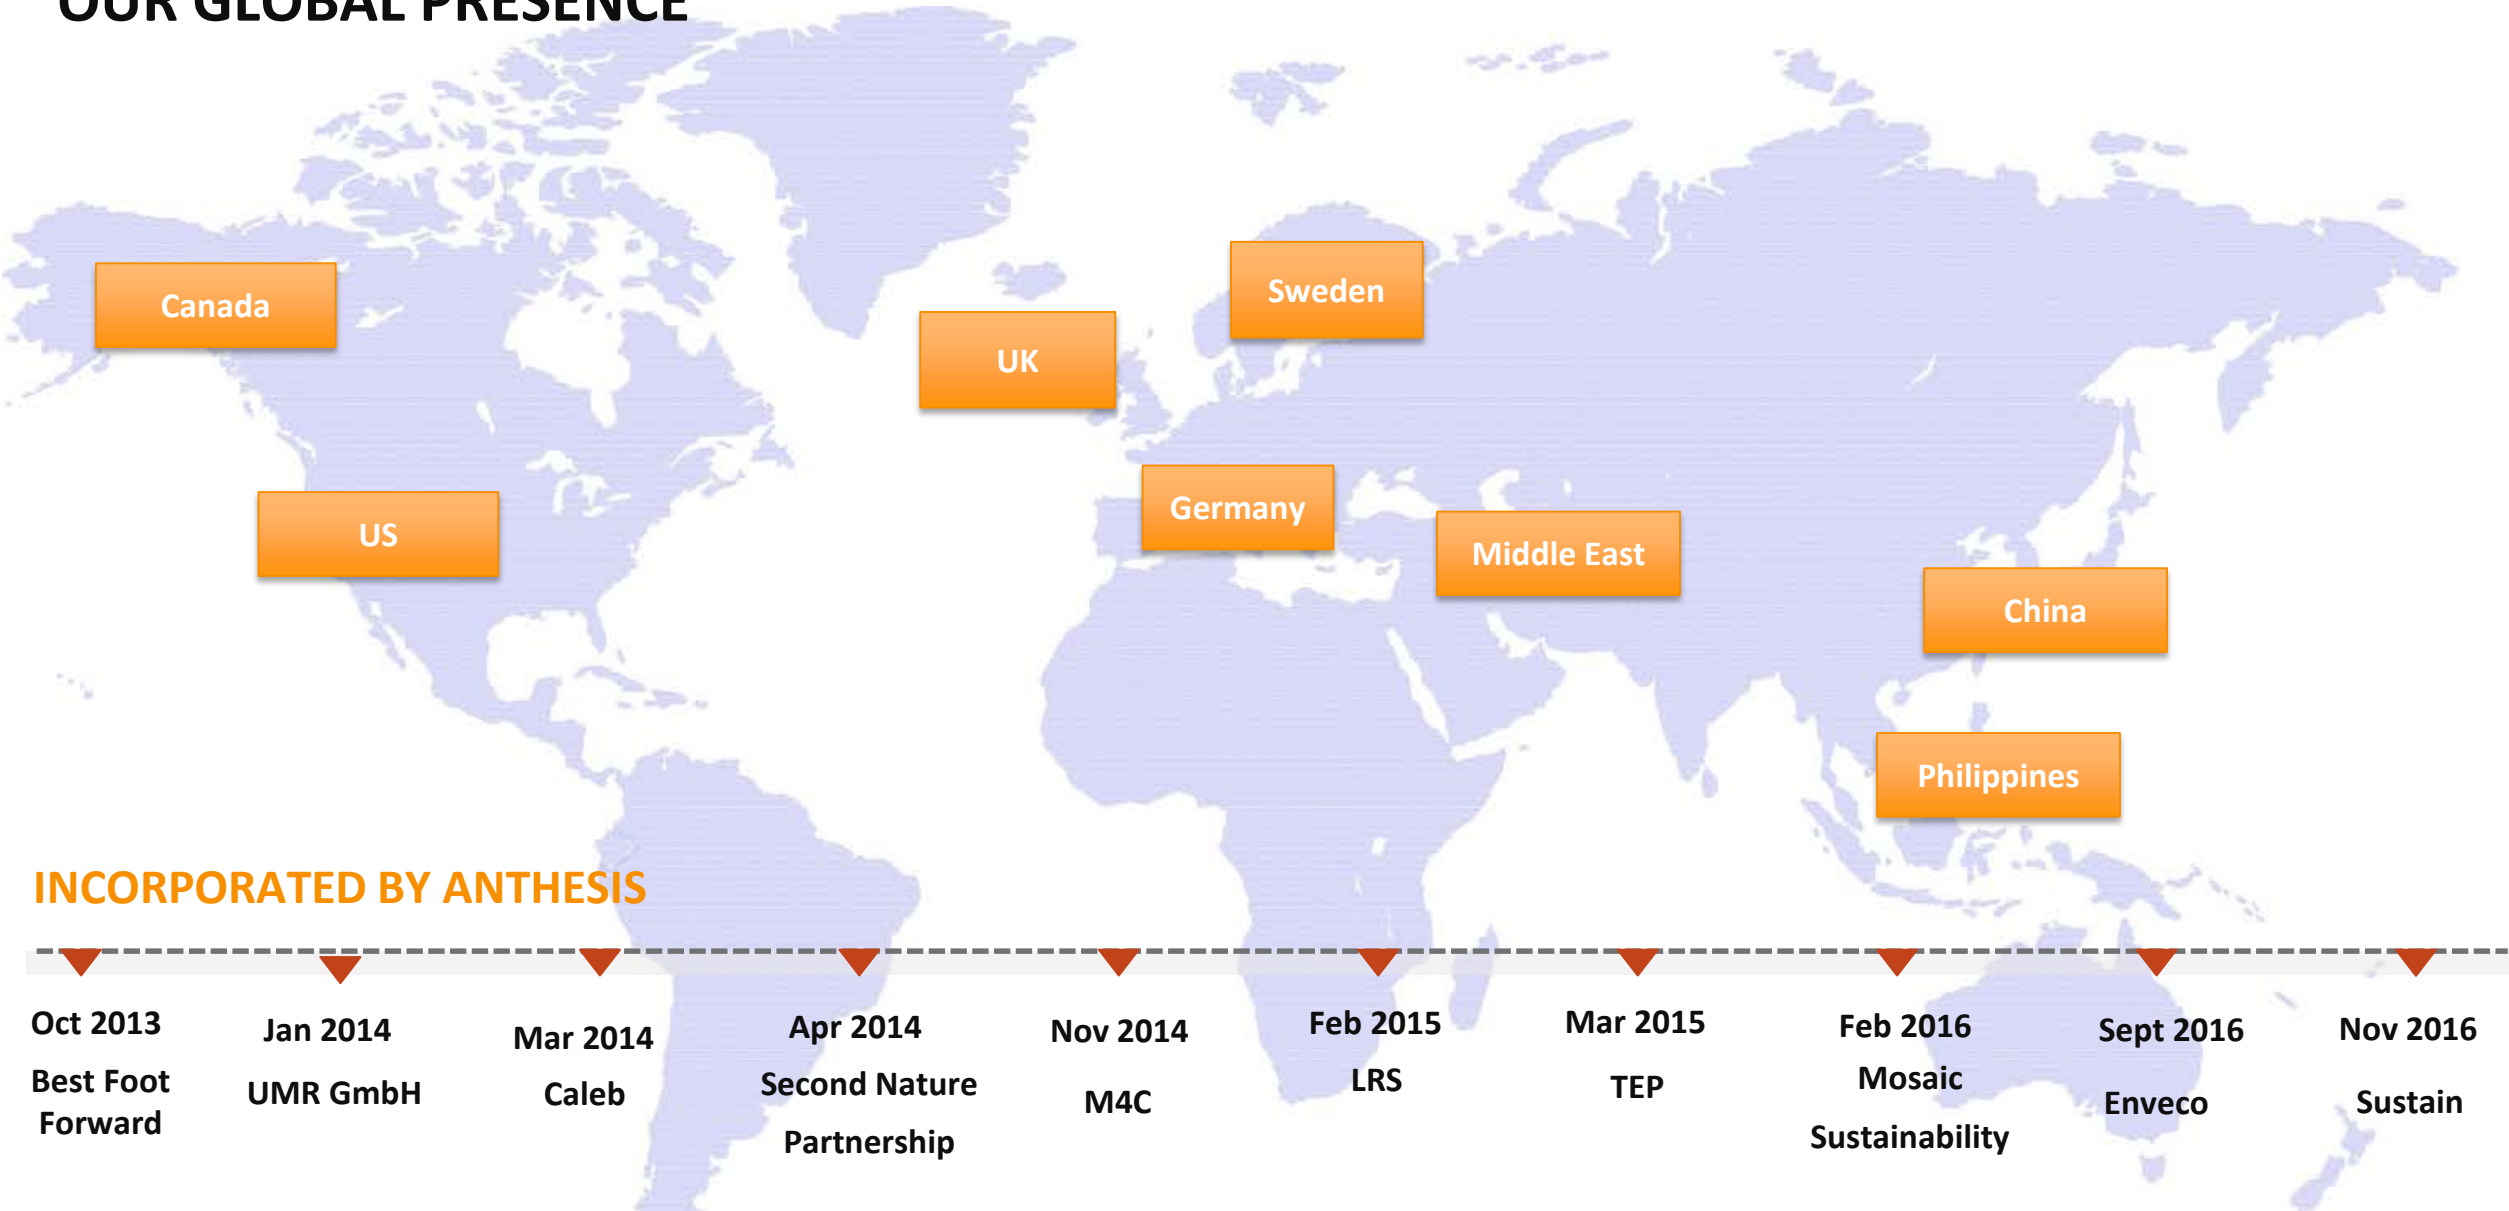 OUR GLOBAL PRESENCE
Canada
Sweden
UK
US
Germany
Middle East
China
Philippines
INCORPORATED BY ANTHESIS
Oct 2013
Best Foot
Forward
Jan 2014
UMR GmbH
Mar 2014
Caleb
Apr 2014
Second Nature
Partnership
Nov 2014
M4C
Feb 2015
LRS
Mar 2015
TEP
Feb 2016
Mosaic
Sustainability
Sept 2016
Enveco
Nov 2016
Sustain